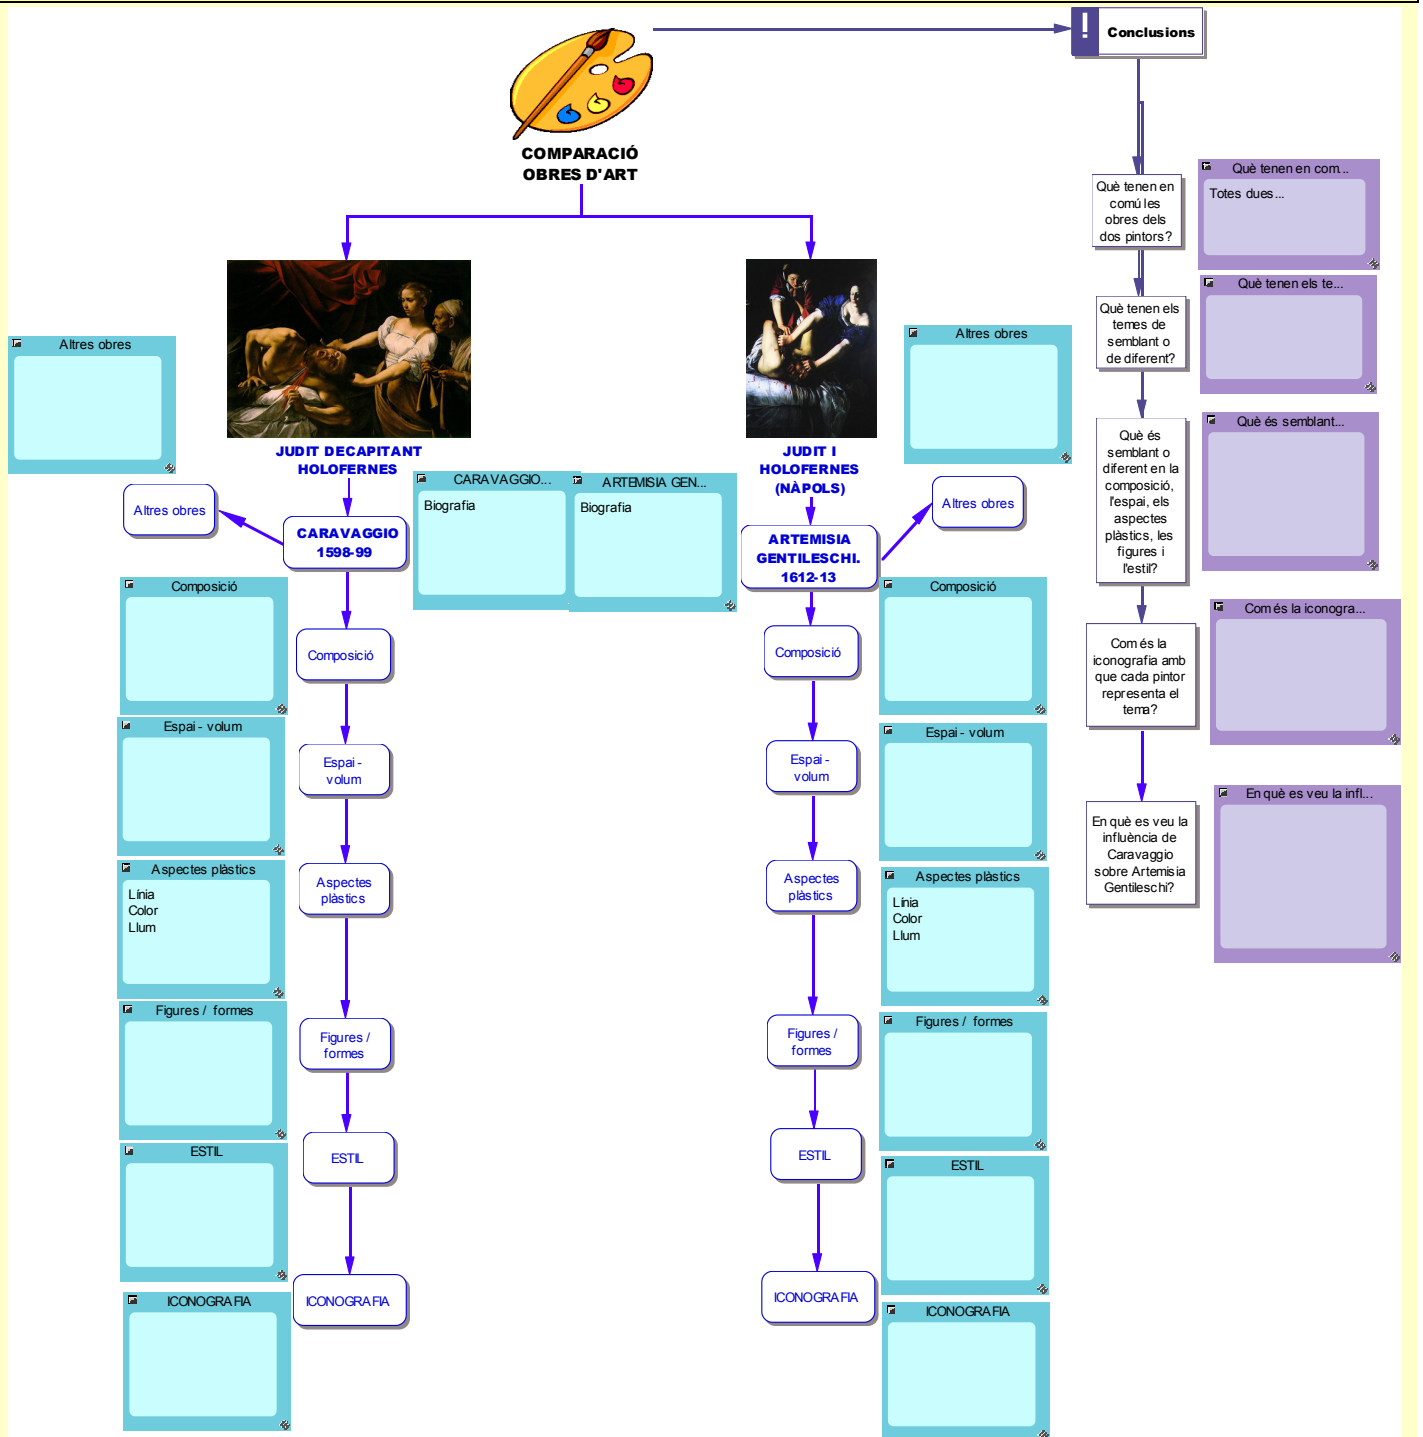 ! Conclusions
COMPARACIÓ
OBRES D'ART
JUDIT DECAPITANT
HOLOFERNES
Altres obres
Altres obres
CARAVAGGIO
1598-99
CARAVAGGIO...
Biografia
ARTEMISIA GEN...
Biografia
JUDIT I
HOLOFERNES
(NÀPOLS)
Altres obres
Altres obres
ARTEMISIA
GENTILESCHI.
1612-13
Composició
Composició
Espai - volum
Espai -
volum
Aspectes plàstics
Línia
Color
Llum
Aspectes
plàstics
Figures / formes
Figures /
formes
ESTIL
ESTIL
ICONOGRAFIA
ICONOGRAFIA
Composició
Composició
Espai -
volum
Espai - volum
Aspectes
plàstics
Aspectes plàstics
Línia
Color
Llum
Figures /
formes
Figures / formes
ESTIL
ESTIL
ICONOGRAFIA
ICONOGRAFIA
Què tenen en
comú les
obres dels
dos pintors?
Què tenen en com...
Totes dues...
Què tenen els
temes de
semblant o
de diferent?
Què tenen els te...
Què és
semblant o
diferent en la
composició,
l'espai, els
aspectes
plàstics, les
figures i
l'estil?
Què és semblant...
Com és la
iconografia amb
que cada pintor
representa el
tema?
Com és la iconogra...
En què es veu la
influència de
Caravaggio
sobre Artemisia
Gentileschi?
En què es veu la infl...